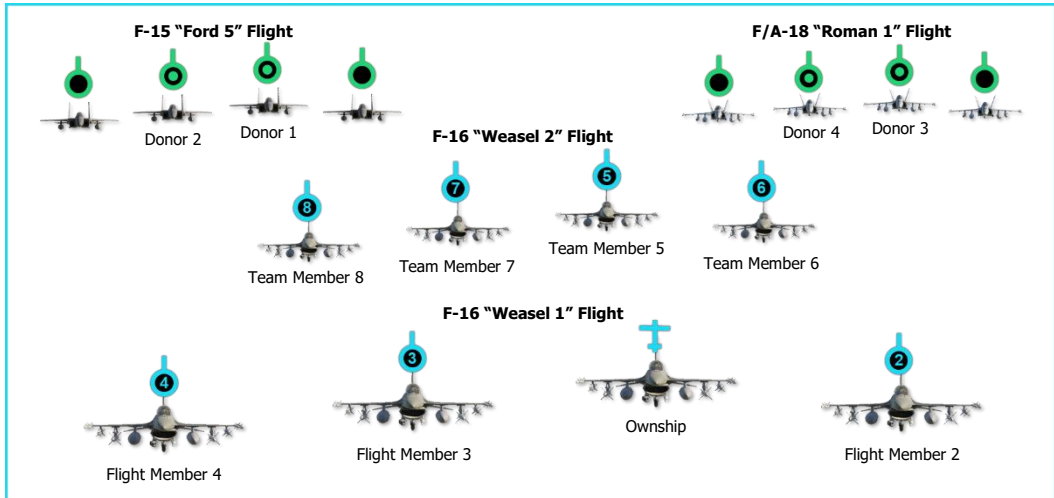 F-15 “Ford 5” Flight
F/A-18 “Roman 1” Flight
Donor 2
Donor 1
Donor 4
Donor 3
F-16 “Weasel 2” Flight
8
7
5
6
Team Member 8
Team Member 7
Team Member 5
Team Member 6
F-16 “Weasel 1” Flight
4
3
2
Flight Member 4
Flight Member 3
Ownship
Flight Member 2